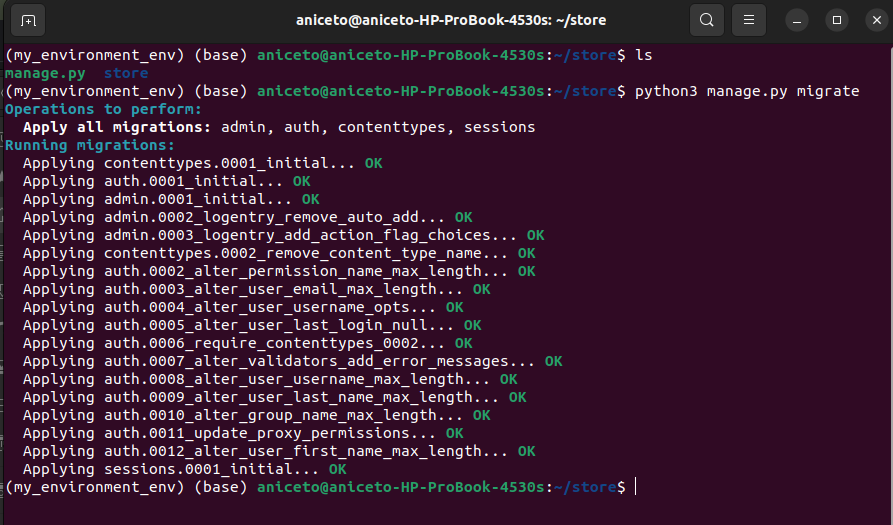 aniceto@aniceto-HP-ProBook-4530s: ~/store
(my_environment_env) (base) aniceto@aniceto-HP-ProBook-4530s:~/store$ ls
manage.py  store
(my_environment_env) (base) aniceto@aniceto-HP-ProBook-4530s:~/store$ python3 manage.py migrate
Operations to perform:
  Apply all migrations: admin, auth, contenttypes, sessions
Running migrations:
  Applying contenttypes.0001_initial... OK
  Applying auth.0001_initial... OK
  Applying admin.0001_initial... OK
  Applying admin.0002_logentry_remove_auto_add... OK
  Applying admin.0003_logentry_add_action_flag_choices... OK
  Applying contenttypes.0002_remove_content_type_name... OK
  Applying auth.0002_alter_permission_name_max_length... OK
  Applying auth.0003_alter_user_email_max_length... OK
  Applying auth.0004_alter_user_username_opts... OK
  Applying auth.0005_alter_user_last_login_null... OK
  Applying auth.0006_require_contenttypes_0002... OK
  Applying auth.0007_alter_validators_add_error_messages... OK
  Applying auth.0008_alter_user_username_max_length... OK
  Applying auth.0009_alter_user_last_name_max_length... OK
  Applying auth.0010_alter_group_name_max_length... OK
  Applying auth.0011_update_proxy_permissions... OK
  Applying auth.0012_alter_user_first_name_max_length... OK
  Applying sessions.0001_initial... OK
(my_environment_env) (base) aniceto@aniceto-HP-ProBook-4530s:~/store$